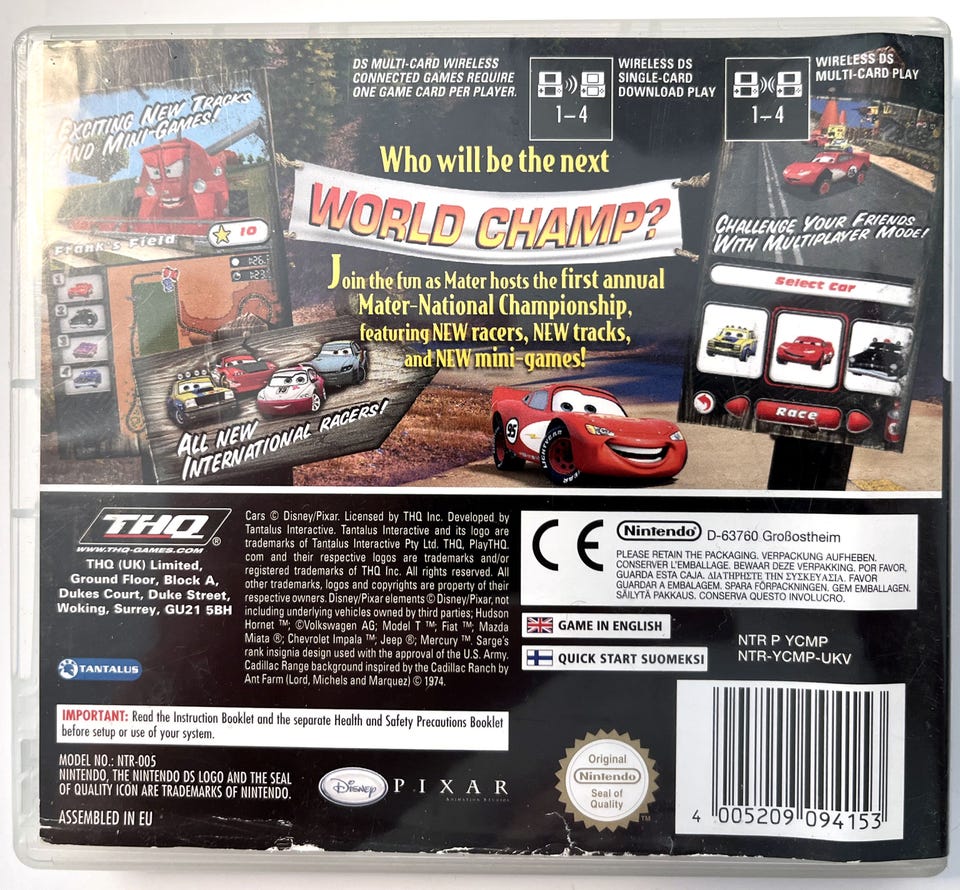 DS MULTI-CARD WIRELESS
CONNECTED GAMES REQUIRE
ONE GAME CARD PER PLAYER.
1–4
WIRELESS DS
SINGLE-CARD
DOWNLOAD PLAY
1–4
WIRELESS DS
MULTI-CARD PLAY
EXCITING NEW TRACKS
AND MINI-GAMES!
10
Frank's Field
1
2
3
4
Who will be the next
WORLD CHAMP?
Join the fun as Mater hosts the first annual
Mater-National Championship,
featuring NEW racers, NEW tracks,
and NEW mini-games!
CHALLENGE YOUR FRIENDS
WITH MULTIPLAYER MODE!
Select Car
Race
ALL NEW
INTERNATIONAL RACERS!
95
LIGHTYEAR
THQ®
WWW.THQ-GAMES.COM
THQ (UK) Limited,
Ground Floor, Block A,
Dukes Court, Duke Street,
Woking, Surrey, GU21 5BH
TANTALUS
Cars © Disney/Pixar. Licensed by THQ Inc. Developed by
Tantalus Interactive. Tantalus Interactive and its logo are
trademarks of Tantalus Interactive Pty Ltd. THQ, PlayTHQ.
com and their respective logos are trademarks and/or
registered trademarks of THQ Inc. All rights reserved. All
other trademarks, logos and copyrights are property of their
respective owners. Disney/Pixar elements © Disney/Pixar, not
including underlying vehicles owned by third parties; Hudson
Hornet ™; ©Volkswagen AG; Model T ™; Fiat ™; Mazda
Miata ®; Chevrolet Impala ™; Jeep ®; Mercury ™. Sarge's
rank insignia design used with the approval of the U.S. Army.
Cadillac Range background inspired by the Cadillac Ranch by
Ant Farm (Lord, Michels and Marquez) © 1974.
CE
Nintendo® D-63760 Großostheim
PLEASE RETAIN THE PACKAGING. VERPACKUNG AUFHEBEN.
CONSERVER L'EMBALLAGE. BEWAAR DEZE VERPAKKING. POR FAVOR,
GUARDA ESTA CAJA. ΔΙΑΤΗΡΗΣΤΕ ΤΗΝ ΣΥΣΚΕΥΑΣΙΑ. FAVOR
GUARDAR A EMBALAGEM. SPARA FÖRPACKNINGEN. GEM EMBALLAGEN.
SÄILYTÄ PAKKAUS. CONSERVA QUESTO INVOLUCRO.
GAME IN ENGLISH
QUICK START SUOMEKSI
NTR P YCMP
NTR-YCMP-UKV
IMPORTANT: Read the Instruction Booklet and the separate Health and Safety Precautions Booklet
before setup or use of your system.
MODEL NO.: NTR-005
NINTENDO, THE NINTENDO DS LOGO AND THE SEAL
OF QUALITY ICON ARE TRADEMARKS OF NINTENDO.
ASSEMBLED IN EU
Disney PIXAR
ANIMATION STUDIOS
Original
Nintendo®
Seal of
Quality
TM
4 005209 094153